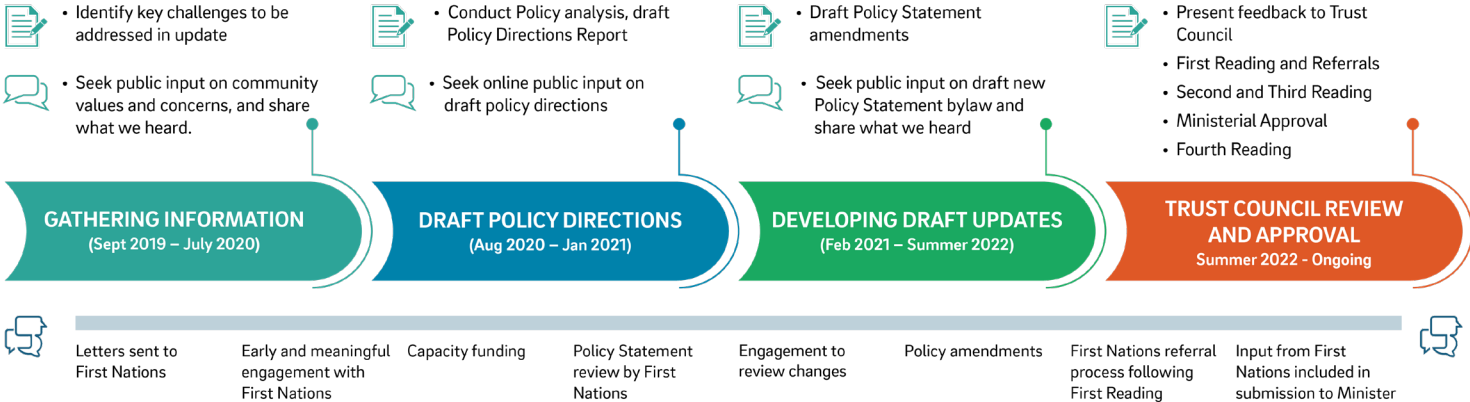 • Identify key challenges to be
addressed in update
• Seek public input on community
values and concerns, and share
what we heard.
• Conduct Policy analysis, draft
Policy Directions Report
• Seek online public input on
draft policy directions
• Draft Policy Statement
amendments
• Seek public input on draft new
Policy Statement bylaw and
share what we heard
• Present feedback to Trust
Council
• First Reading and Referrals
• Second and Third Reading
• Ministerial Approval
• Fourth Reading
GATHERING INFORMATION
(Sept 2019 – July 2020)
DRAFT POLICY DIRECTIONS
(Aug 2020 – Jan 2021)
DEVELOPING DRAFT UPDATES
(Feb 2021 – Summer 2022)
TRUST COUNCIL REVIEW
AND APPROVAL
Summer 2022 - Ongoing
Letters sent to
First Nations
Early and meaningful
engagement with
First Nations
Capacity funding
Policy Statement
review by First
Nations
Engagement to
review changes
Policy amendments
First Nations referral
process following
First Reading
Input from First
Nations included in
submission to Minister